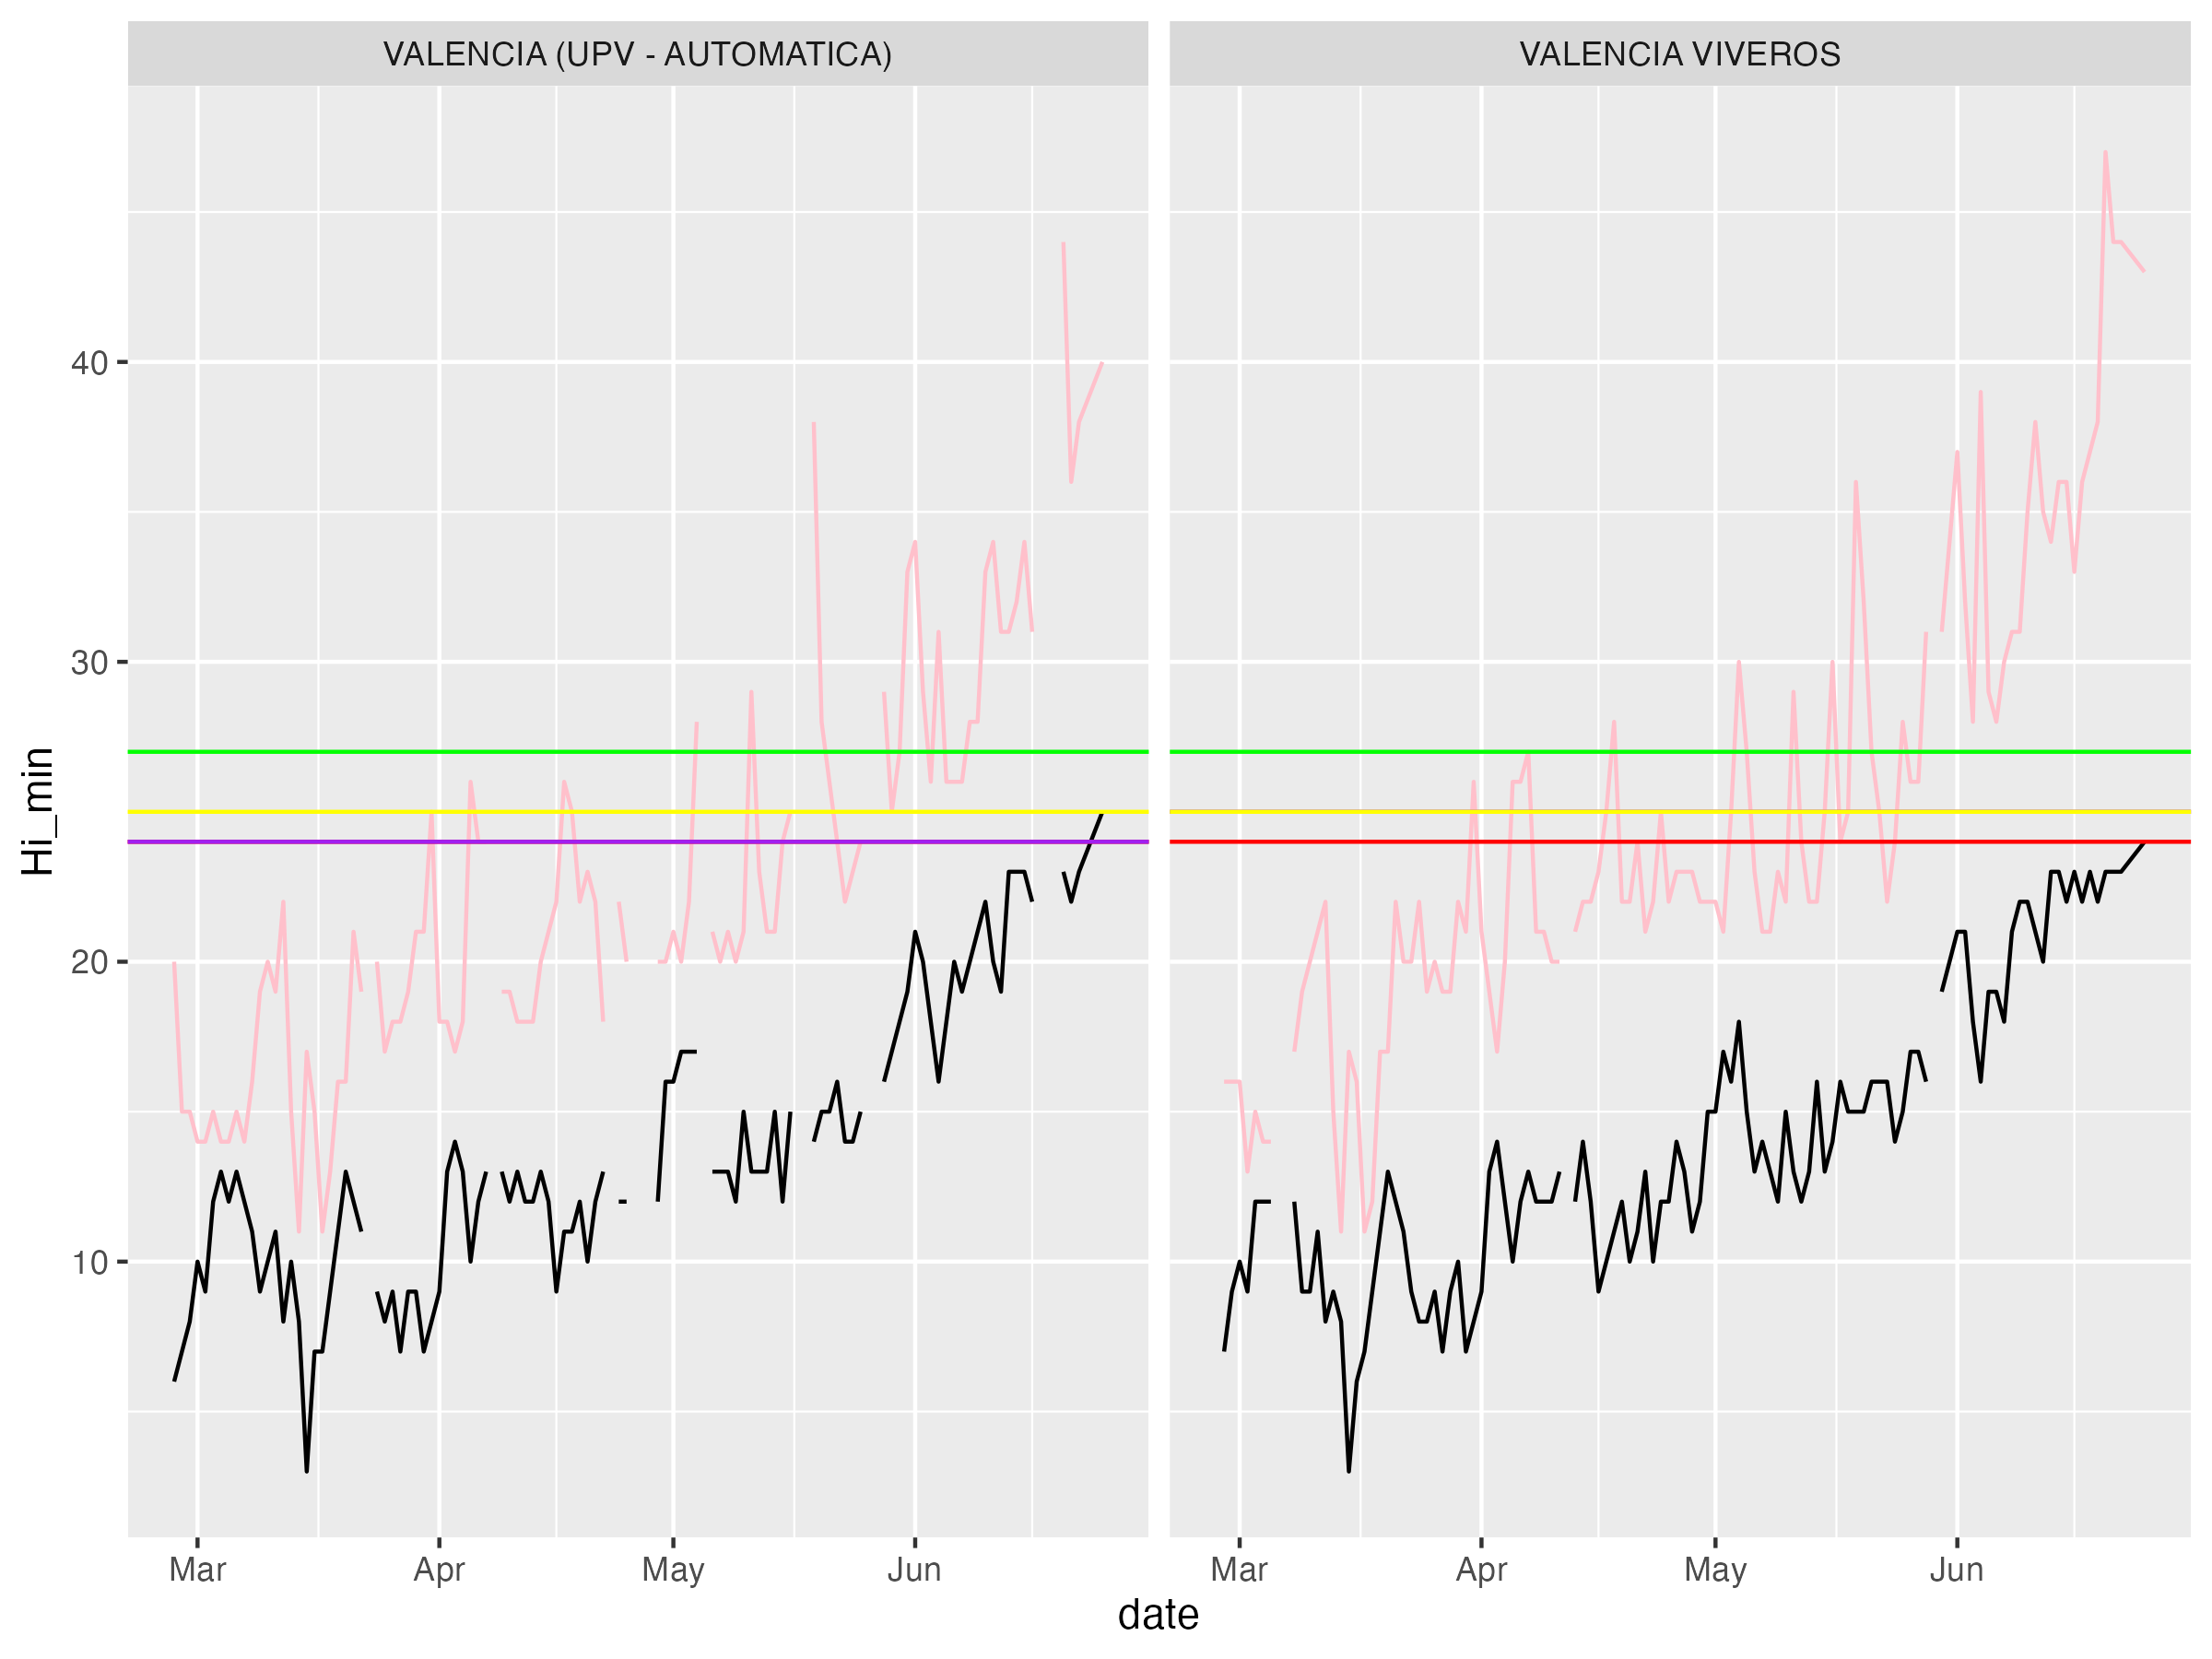 VALENCIA (UPV - AUTOMATICA)
VALENCIA VIVEROS
Hi_min
40
30
20
10
Mar Apr May Jun
Mar Apr May Jun
date